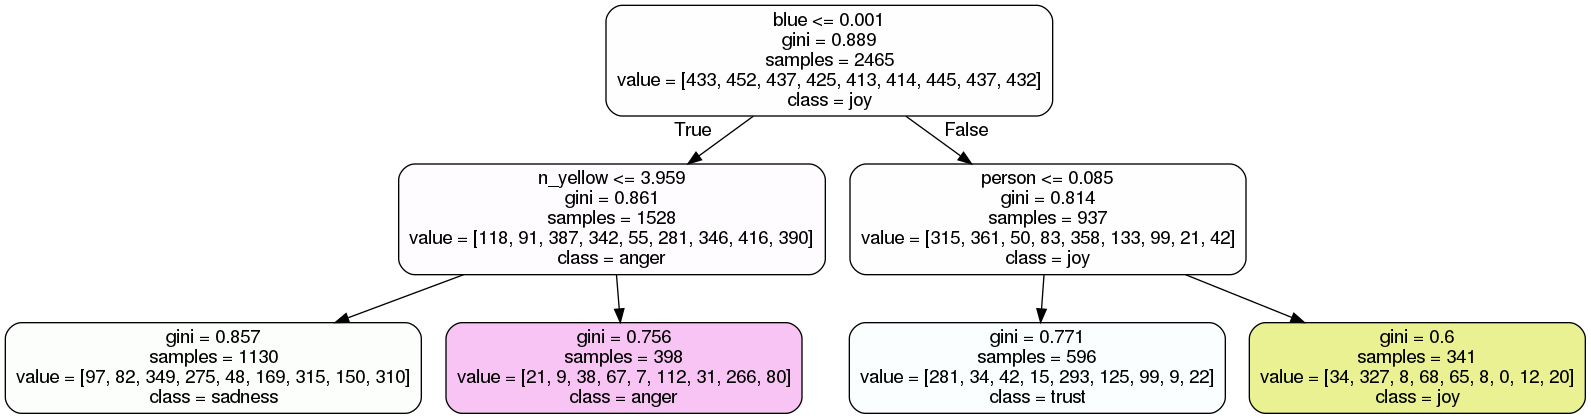 blue <= 0.001
gini = 0.889
samples = 2465
value = [433, 452, 437, 425, 413, 414, 445, 437, 432]
class = joy
True
False
n_yellow <= 3.959
gini = 0.861
samples = 1528
value = [118, 91, 387, 342, 55, 281, 346, 416, 390]
class = anger
person <= 0.085
gini = 0.814
samples = 937
value = [315, 361, 50, 83, 358, 133, 99, 21, 42]
class = joy
gini = 0.857
samples = 1130
value = [97, 82, 349, 275, 48, 169, 315, 150, 310]
class = sadness
gini = 0.756
samples = 398
value = [21, 9, 38, 67, 7, 112, 31, 266, 80]
class = anger
gini = 0.771
samples = 596
value = [281, 34, 42, 15, 293, 125, 99, 9, 22]
class = trust
gini = 0.6
samples = 341
value = [34, 327, 8, 68, 65, 8, 0, 12, 20]
class = joy